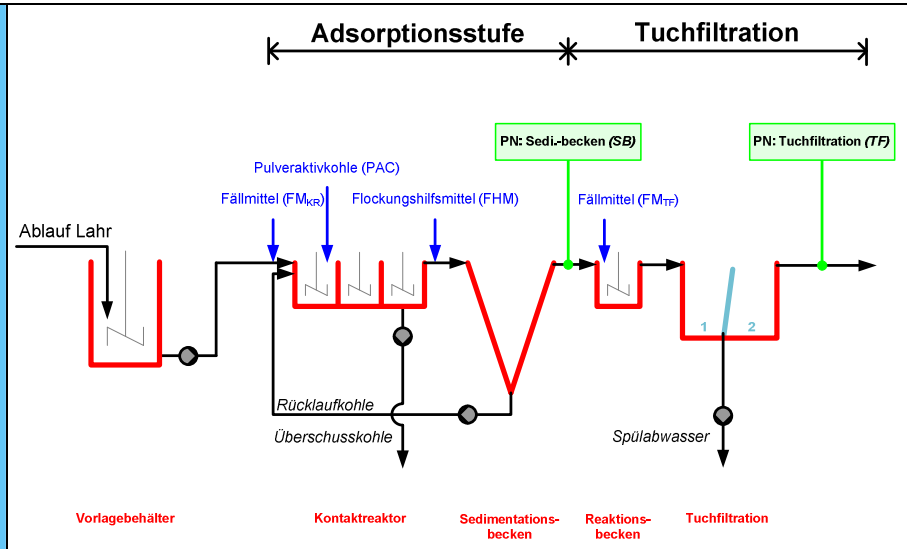 Adsorptionsstufe
Tuchfiltration
PN: Sedi.-becken (SB)
PN: Tuchfiltration (TF)
Pulveraktivkohle (PAC)
Fällmittel (FMKR)
Flockungshilfsmittel (FHM)
Fällmittel (FMTF)
Ablauf Lahr
1
2
Rücklaufkohle
Überschusskohle
Spülabwasser
Vorlagebehälter
Kontaktreaktor
Sedimentations-
becken
Reaktions-
becken
Tuchfiltration